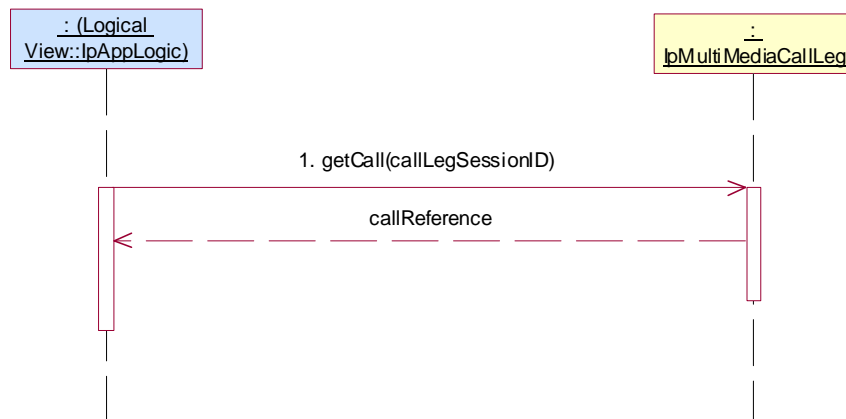 : (Logical
View::IpAppLogic)
:
IpMultiMediaCallLeg
1. getCall(callLegSessionID)
callReference